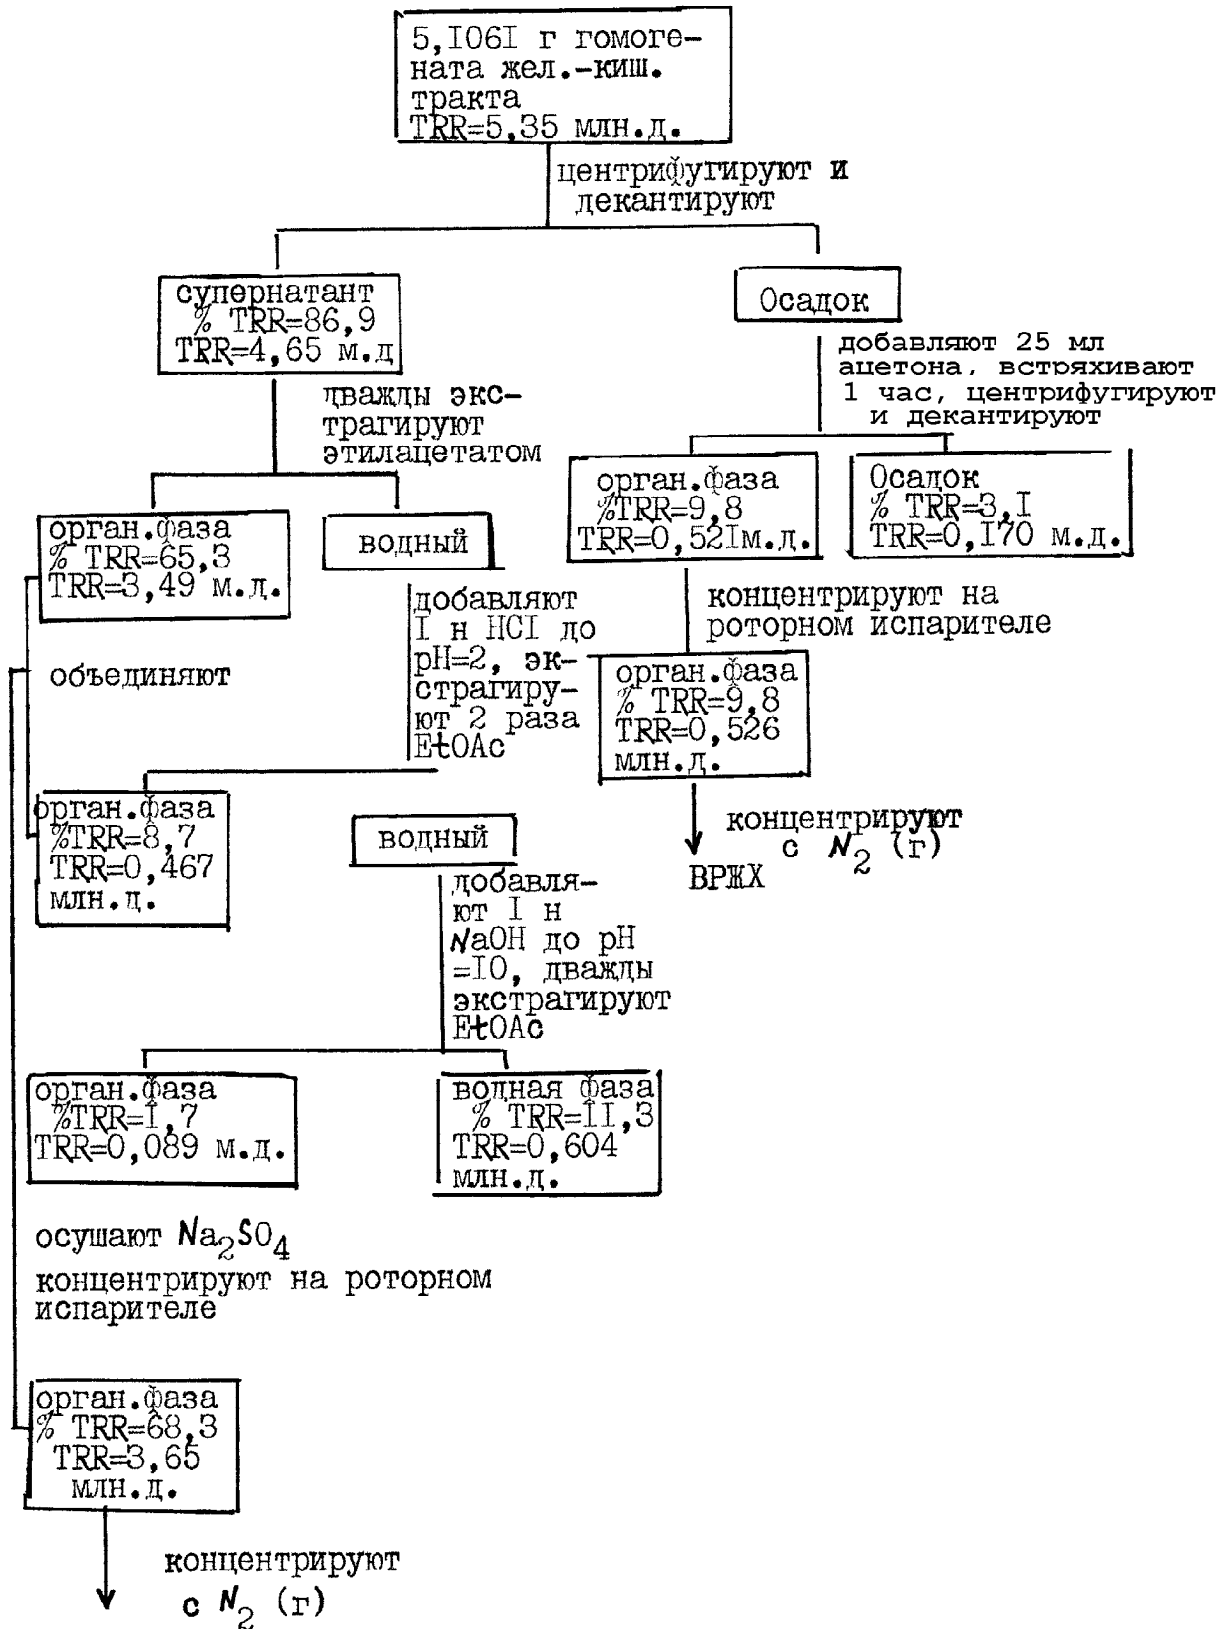 5,I06I г гомоге-
ната жел.-киш.
тракта
TRR=5,35 млн.д.
центрифугируют и
декантируют
супернатант
% TRR=86,9
TRR=4,65 м.д
Осадок
добавляют 25 мл
ацетона, встряхивают
1 час, центрифугируют
и декантируют
дважды экс-
трагируют
этилацетатом
орган.фаза
%TRR=9,8
TRR=0,52Iм.д.
Осадок
% TRR=3,I
TRR=0,I70 м.д.
орган.фаза
% TRR=65,3
TRR=3,49 м.д.
водный
добавляют
I н HCI до
pH=2, эк-
страгиру-
ют 2 раза
EtOAc
концентрируют на
роторном испарителе
объединяют
орган.фаза
% TRR=9,8
TRR=0,526
млн.д.
концентрируют
с N2 (г)
ВРЖХ
орган.фаза
%TRR=8,7
TRR=0,467
млн.д.
водный
добавля-
ют I н
NaOH до pH
=IO, дважды
экстрагируют
EtOAc
орган.фаза
%TRR=I,7
TRR=0,089 м.д.
водная фаза
% TRR=II,3
TRR=0,604
млн.д.
осушают Na2SO4
концентрируют на роторном
испарителе
орган.фаза
% TRR=68,3
TRR=3,65
млн.д.
концентрируют
с N2 (г)